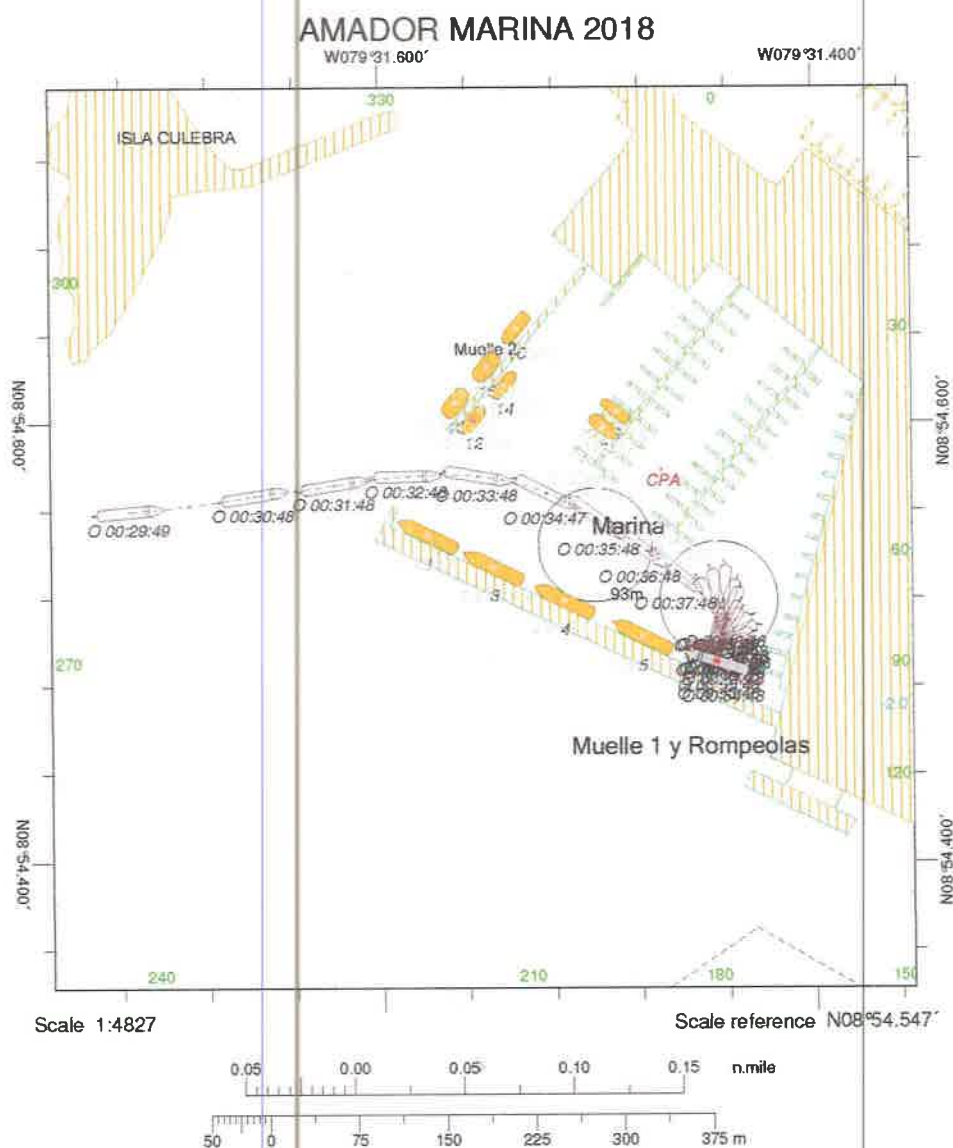 AMADOR MARINA 2018
W079°31.600´
W079°31.400´
330
0
ISLA CULEBRA
300
30
Muelle 2
14
12
N08°54.600´
N08°54.600´
CPA
00:29:49
00:30:48
00:31:48
00:32:48
00:33:48
00:34:47
Marina
00:35:48
00:36:48
93m
00:37:48
1
3
4
5
60
270
90
Muelle 1 y Rompeolas
120
N08°54.400´
N08°54.400´
240
210
180
150
Scale 1:4827
Scale reference N08°54.547´
0.05 0.00 0.05 0.10 0.15 n.mile
50 0 75 150 225 300 375 m